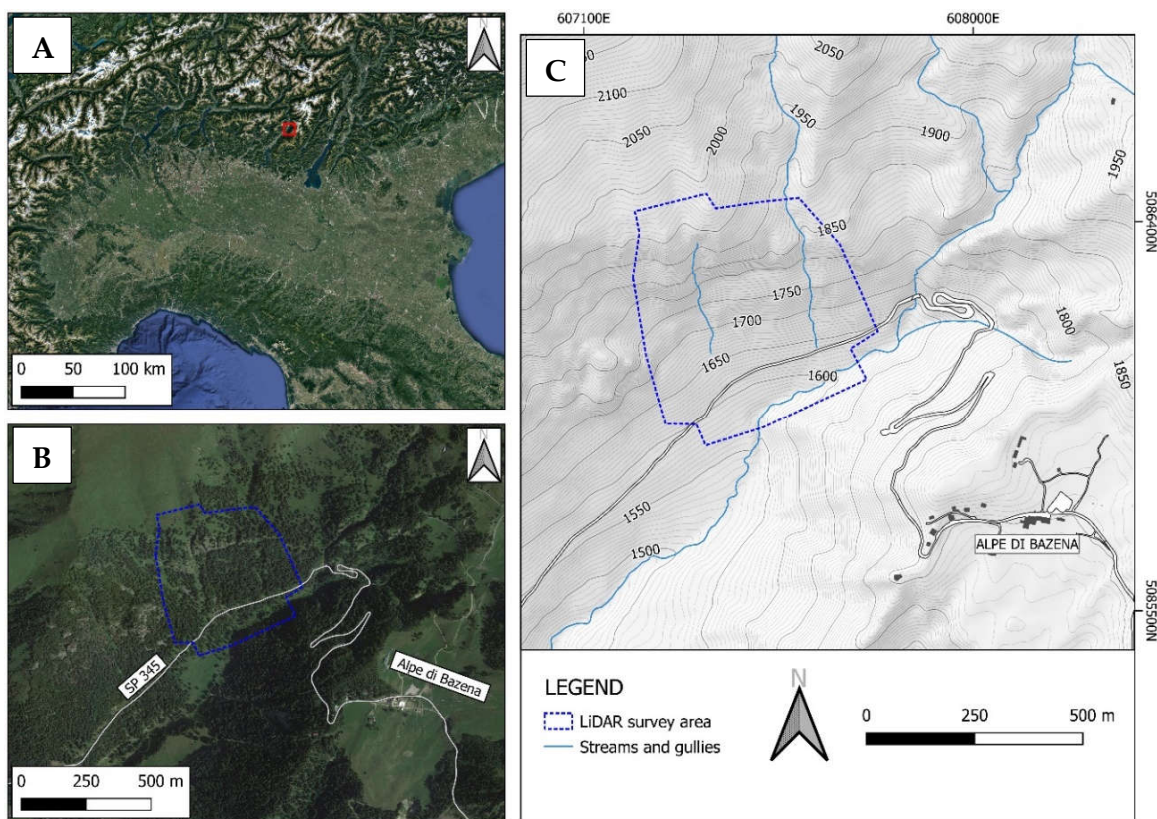 A
N
0 50 100 km
B
N
SP 345
Alpe di Bazena
0 250 500 m
607100E 608000E
C
2050
2100
1950
2050
2000
1900
1950
5086400N
1850
1750
1700
1800
1650
1600
1850
1550
1500
ALPE DI BAZENA
5085500N
LEGEND
LiDAR survey area
Streams and gullies
N
0 250 500 m